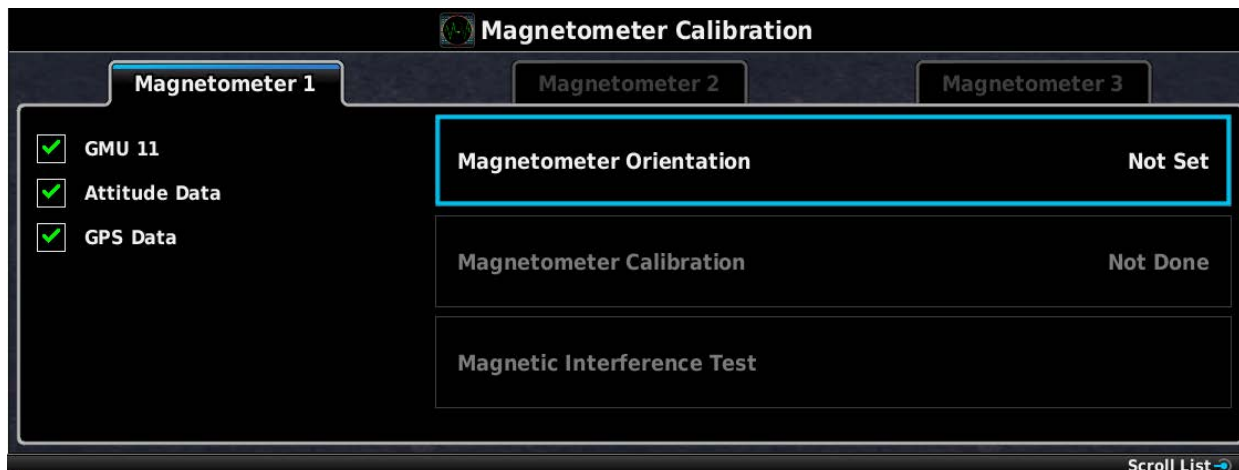 Magnetometer Calibration
Magnetometer 1
Magnetometer 2
Magnetometer 3
GMU 11
Attitude Data
GPS Data
Magnetometer Orientation Not Set
Magnetometer Calibration Not Done
Magnetic Interference Test
Scroll List